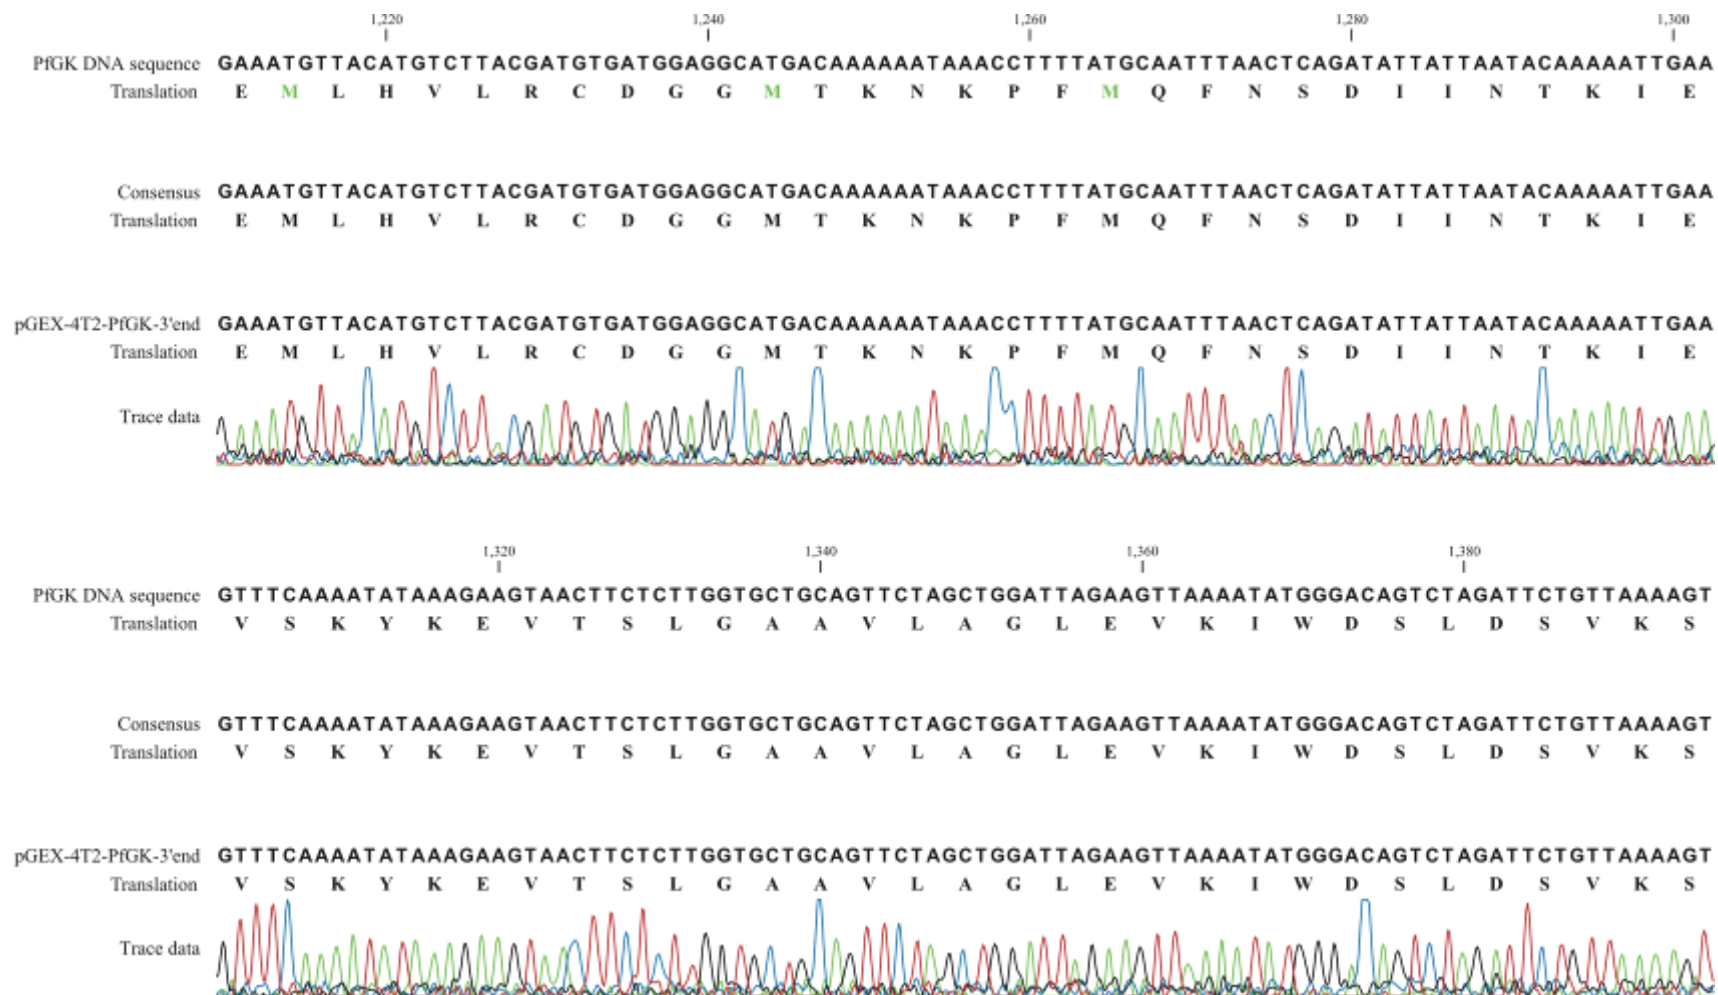 1,220 1,240 1,260 1,280 1,300
PfGK DNA sequence GAAATGTTACATGTCTTACGATGTGATGGAGGCATGACAAAAAATAAACCTTTTATGCAATTTAACTCAGATATTATTAATACAAAAATTGAA
Translation E M L H V L R C D G G M T K N K P F M Q F N S D I I N T K I E
Consensus GAAATGTTACATGTCTTACGATGTGATGGAGGCATGACAAAAAATAAACCTTTTATGCAATTTAACTCAGATATTATTAATACAAAAATTGAA
Translation E M L H V L R C D G G M T K N K P F M Q F N S D I I N T K I E
pGEX-4T2-PfGK-3'end GAAATGTTACATGTCTTACGATGTGATGGAGGCATGACAAAAAATAAACCTTTTATGCAATTTAACTCAGATATTATTAATACAAAAATTGAA
Translation E M L H V L R C D G G M T K N K P F M Q F N S D I I N T K I E
Trace data
1,320 1,340 1,360 1,380
PfGK DNA sequence GTTTCAAAATATAAAGAAGTAACTTCTCTTGGTGCTGCAGTTCTAGCTGGATTAGAAGTTAAAATATGGGACAGTCTAGATTCTGTTAAAAGT
Translation V S K Y K E V T S L G A A V L A G L E V K I W D S L D S V K S
Consensus GTTTCAAAATATAAAGAAGTAACTTCTCTTGGTGCTGCAGTTCTAGCTGGATTAGAAGTTAAAATATGGGACAGTCTAGATTCTGTTAAAAGT
Translation V S K Y K E V T S L G A A V L A G L E V K I W D S L D S V K S
pGEX-4T2-PfGK-3'end GTTTCAAAATATAAAGAAGTAACTTCTCTTGGTGCTGCAGTTCTAGCTGGATTAGAAGTTAAAATATGGGACAGTCTAGATTCTGTTAAAAGT
Translation V S K Y K E V T S L G A A V L A G L E V K I W D S L D S V K S
Trace data